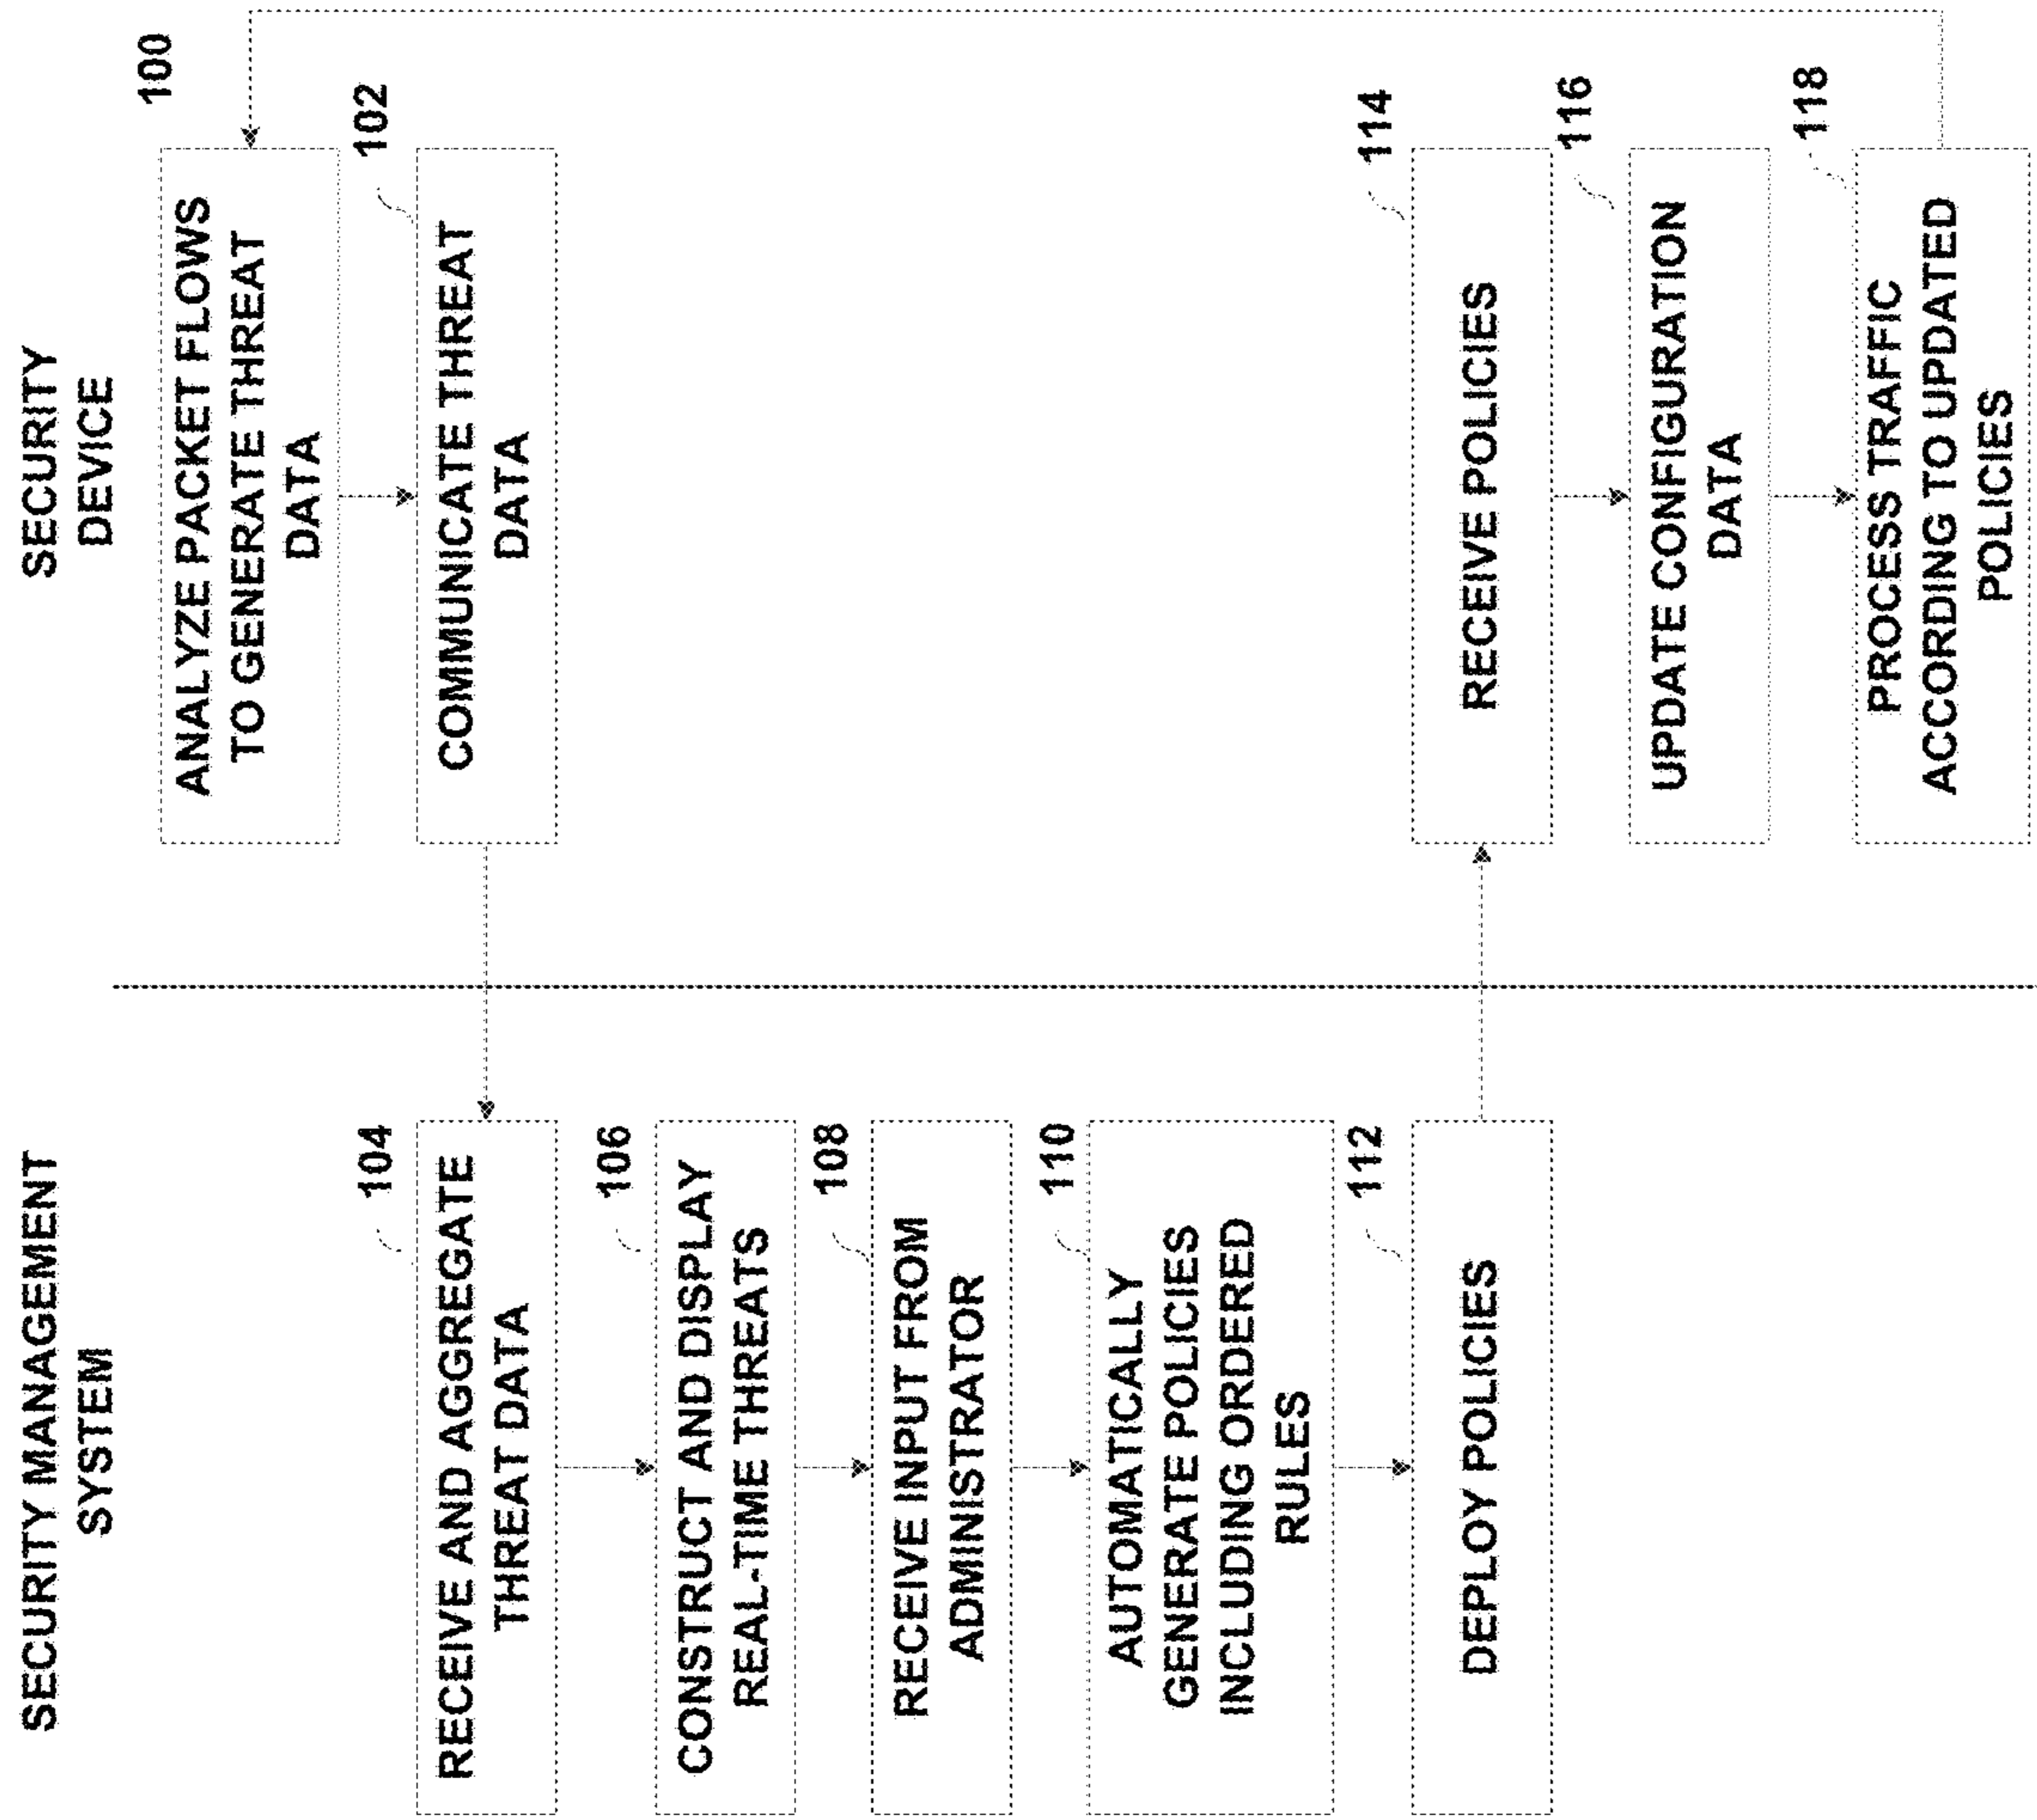 SECURITY MANAGEMENT
SYSTEM
SECURITY
DEVICE
100
ANALYZE PACKET FLOWS
TO GENERATE THREAT
DATA
102
COMMUNICATE THREAT
DATA
104
RECEIVE AND AGGREGATE
THREAT DATA
106
CONSTRUCT AND DISPLAY
REAL-TIME THREATS
108
RECEIVE INPUT FROM
ADMINISTRATOR
110
AUTOMATICALLY
GENERATE POLICIES
INCLUDING ORDERED
RULES
112
DEPLOY POLICIES
114
RECEIVE POLICIES
116
UPDATE CONFIGURATION
DATA
118
PROCESS TRAFFIC
ACCORDING TO UPDATED
POLICIES